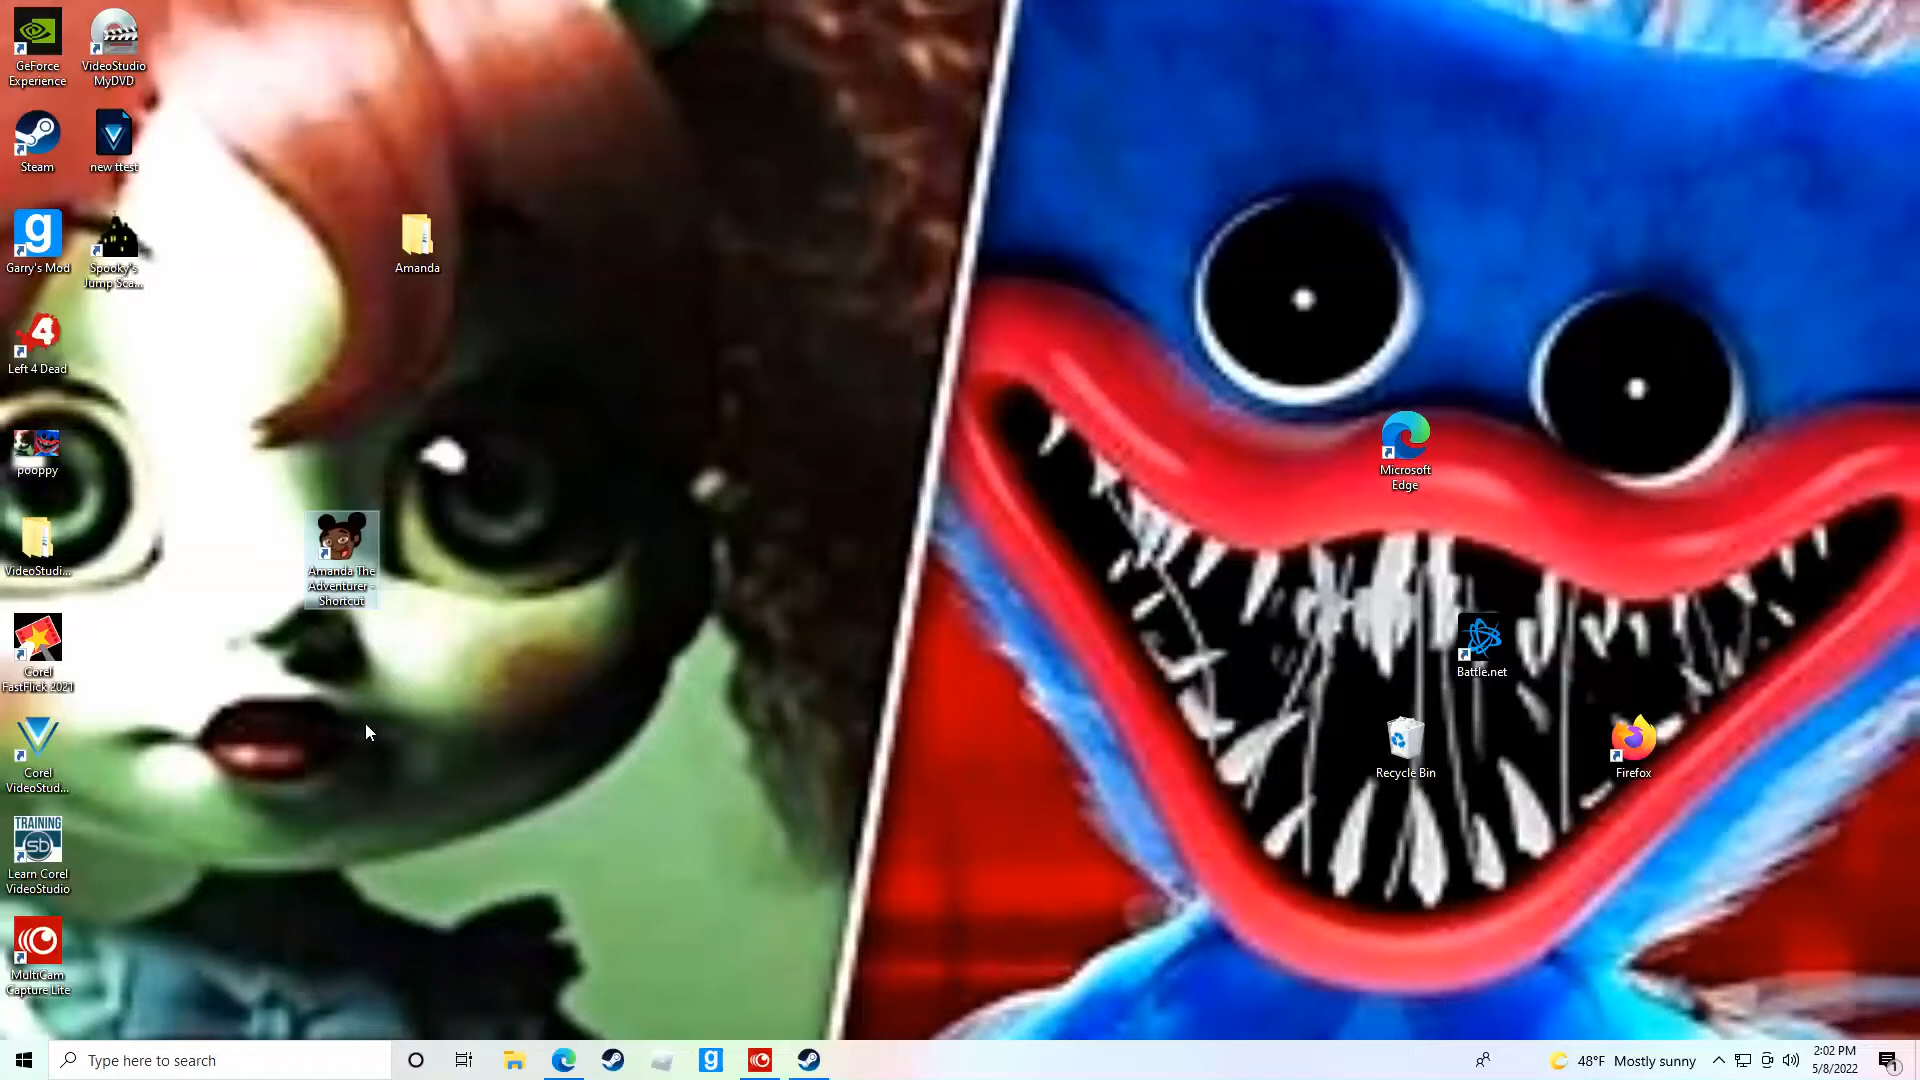 GeForce
Experience
VideoStudio
MyDVD
Steam
new ttest
Garry's Mod
Spooky's
Jump Sca...
Amanda
Left 4 Dead
pooppy
Microsoft
Edge
VideoStudi...
Amanda The
Adventurer -
Shortcut
Corel
FastFlick 2021
Battle.net
Corel
VideoStud...
Recycle Bin
Firefox
TRAINING
sb
Learn Corel
VideoStudio
MultiCam
Capture Lite
Type here to search
48°F Mostly sunny
2:02 PM
5/8/2022
1